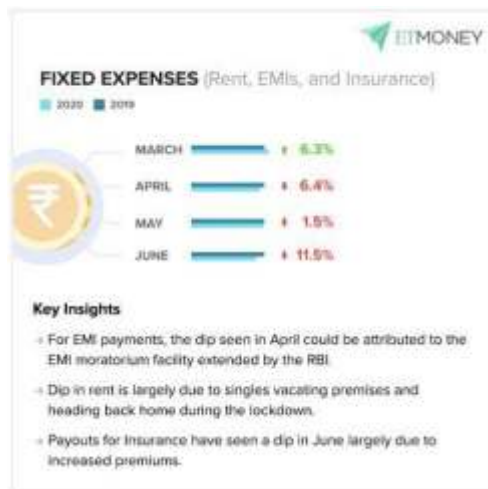 ETMONEY
FIXED EXPENSES (Rent, EMIs, and Insurance)
2020 2019
MARCH 6.3%
APRIL 6.4%
MAY 1.5%
JUNE 11.5%
Key Insights
For EMI payments, the dip seen in April could be attributed to the
EMI moratorium facility extended by the RBI.
Dip in rent is largely due to singles vacating premises and
heading back home during the lockdown.
Payouts for Insurance have seen a dip in June largely due to
increased premiums.